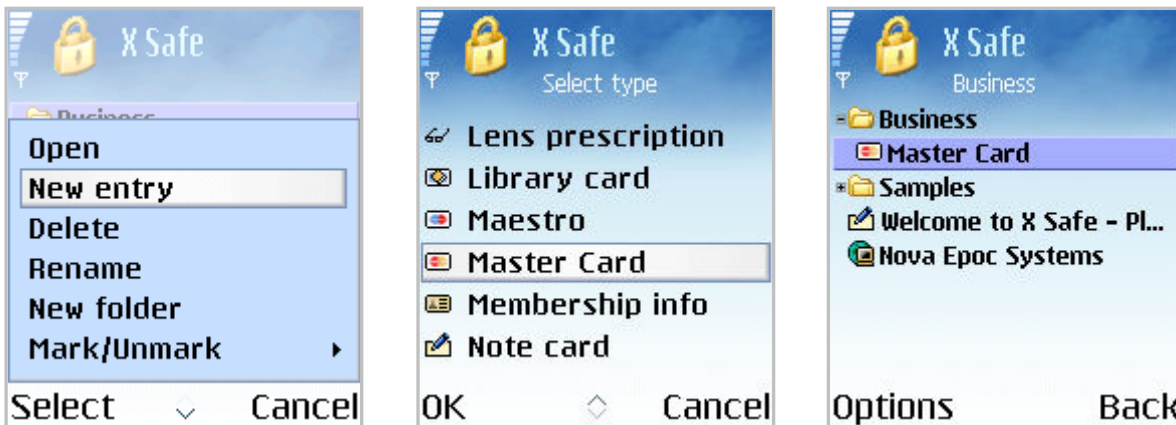 X Safe
Business
Open
New entry
Delete
Rename
New folder
Mark/Unmark
Select Cancel
X Safe
Select type
Lens prescription
Library card
Maestro
Master Card
Membership info
Note card
OK Cancel
X Safe
Business
Business
Master Card
Samples
Welcome to X Safe - Pl...
Nova Epoc Systems
Options Back